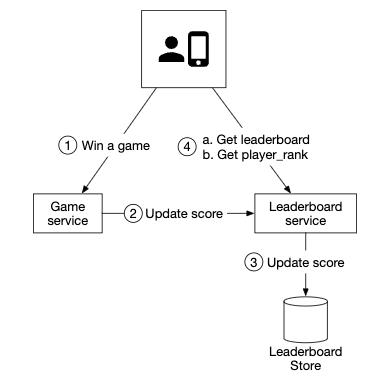 1 Win a game
4 a. Get leaderboard
b. Get player_rank
Game
service
2 Update score
Leaderboard
service
3 Update score
Leaderboard
Store